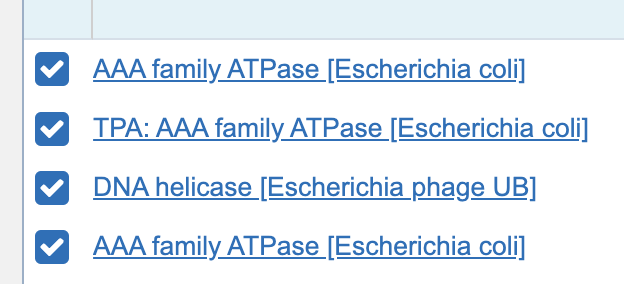 AAA family ATPase [Escherichia coli]
TPA: AAA family ATPase [Escherichia coli]
DNA helicase [Escherichia phage UB]
AAA family ATPase [Escherichia coli]